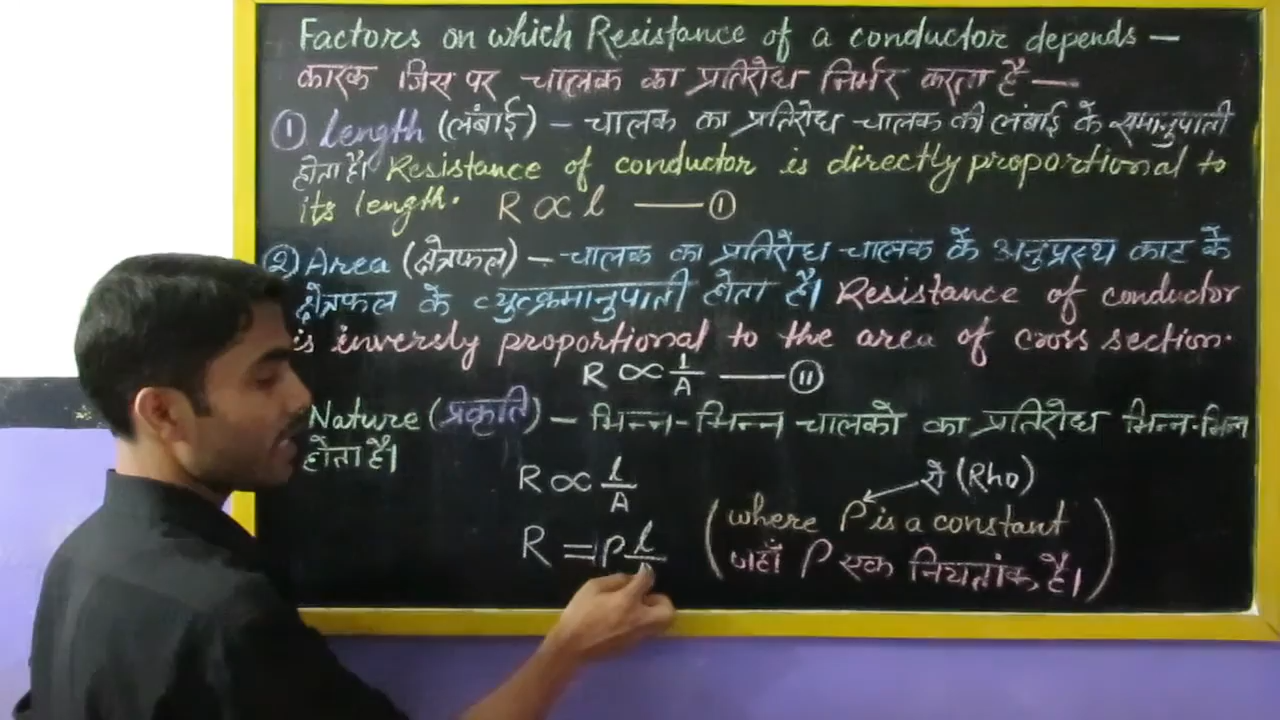 Factors on which Resistance of a conductor depends —
कारक जिस पर चालक का प्रतिरोध निर्भर करता है —
① length (लंबाई) – चालक का प्रतिरोध चालक की लंबाई के समानुपाती
होता है। Resistance of conductor is directly proportional to
its length. R ∝ l —— ①
② Area (क्षेत्रफल) – चालक का प्रतिरोध चालक के अनुप्रस्थ काट के
क्षेत्रफल के व्युत्क्रमानुपाती होता है। Resistance of conductor
is inversly proportional to the area of cross section.
R ∝ 1/A —— ⑪
Nature (प्रकृति) – भिन्न-भिन्न चालको का प्रतिरोध भिन्न-भिन्न
होता है।
R ∝ l/A
रो (Rho)
R = ρ l
(where ρ is a constant
जहाँ ρ एक नियतांक है।)